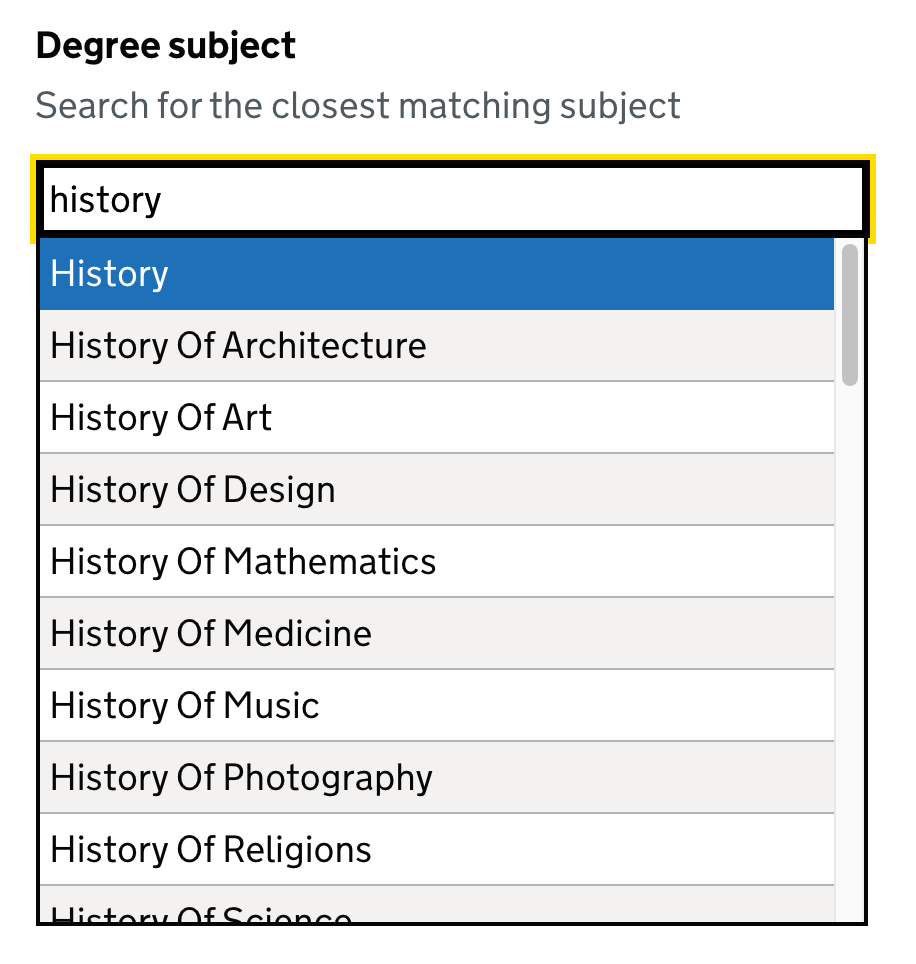 Degree subject
Search for the closest matching subject
history
History
History Of Architecture
History Of Art
History Of Design
History Of Mathematics
History Of Medicine
History Of Music
History Of Photography
History Of Religions
History Of Science